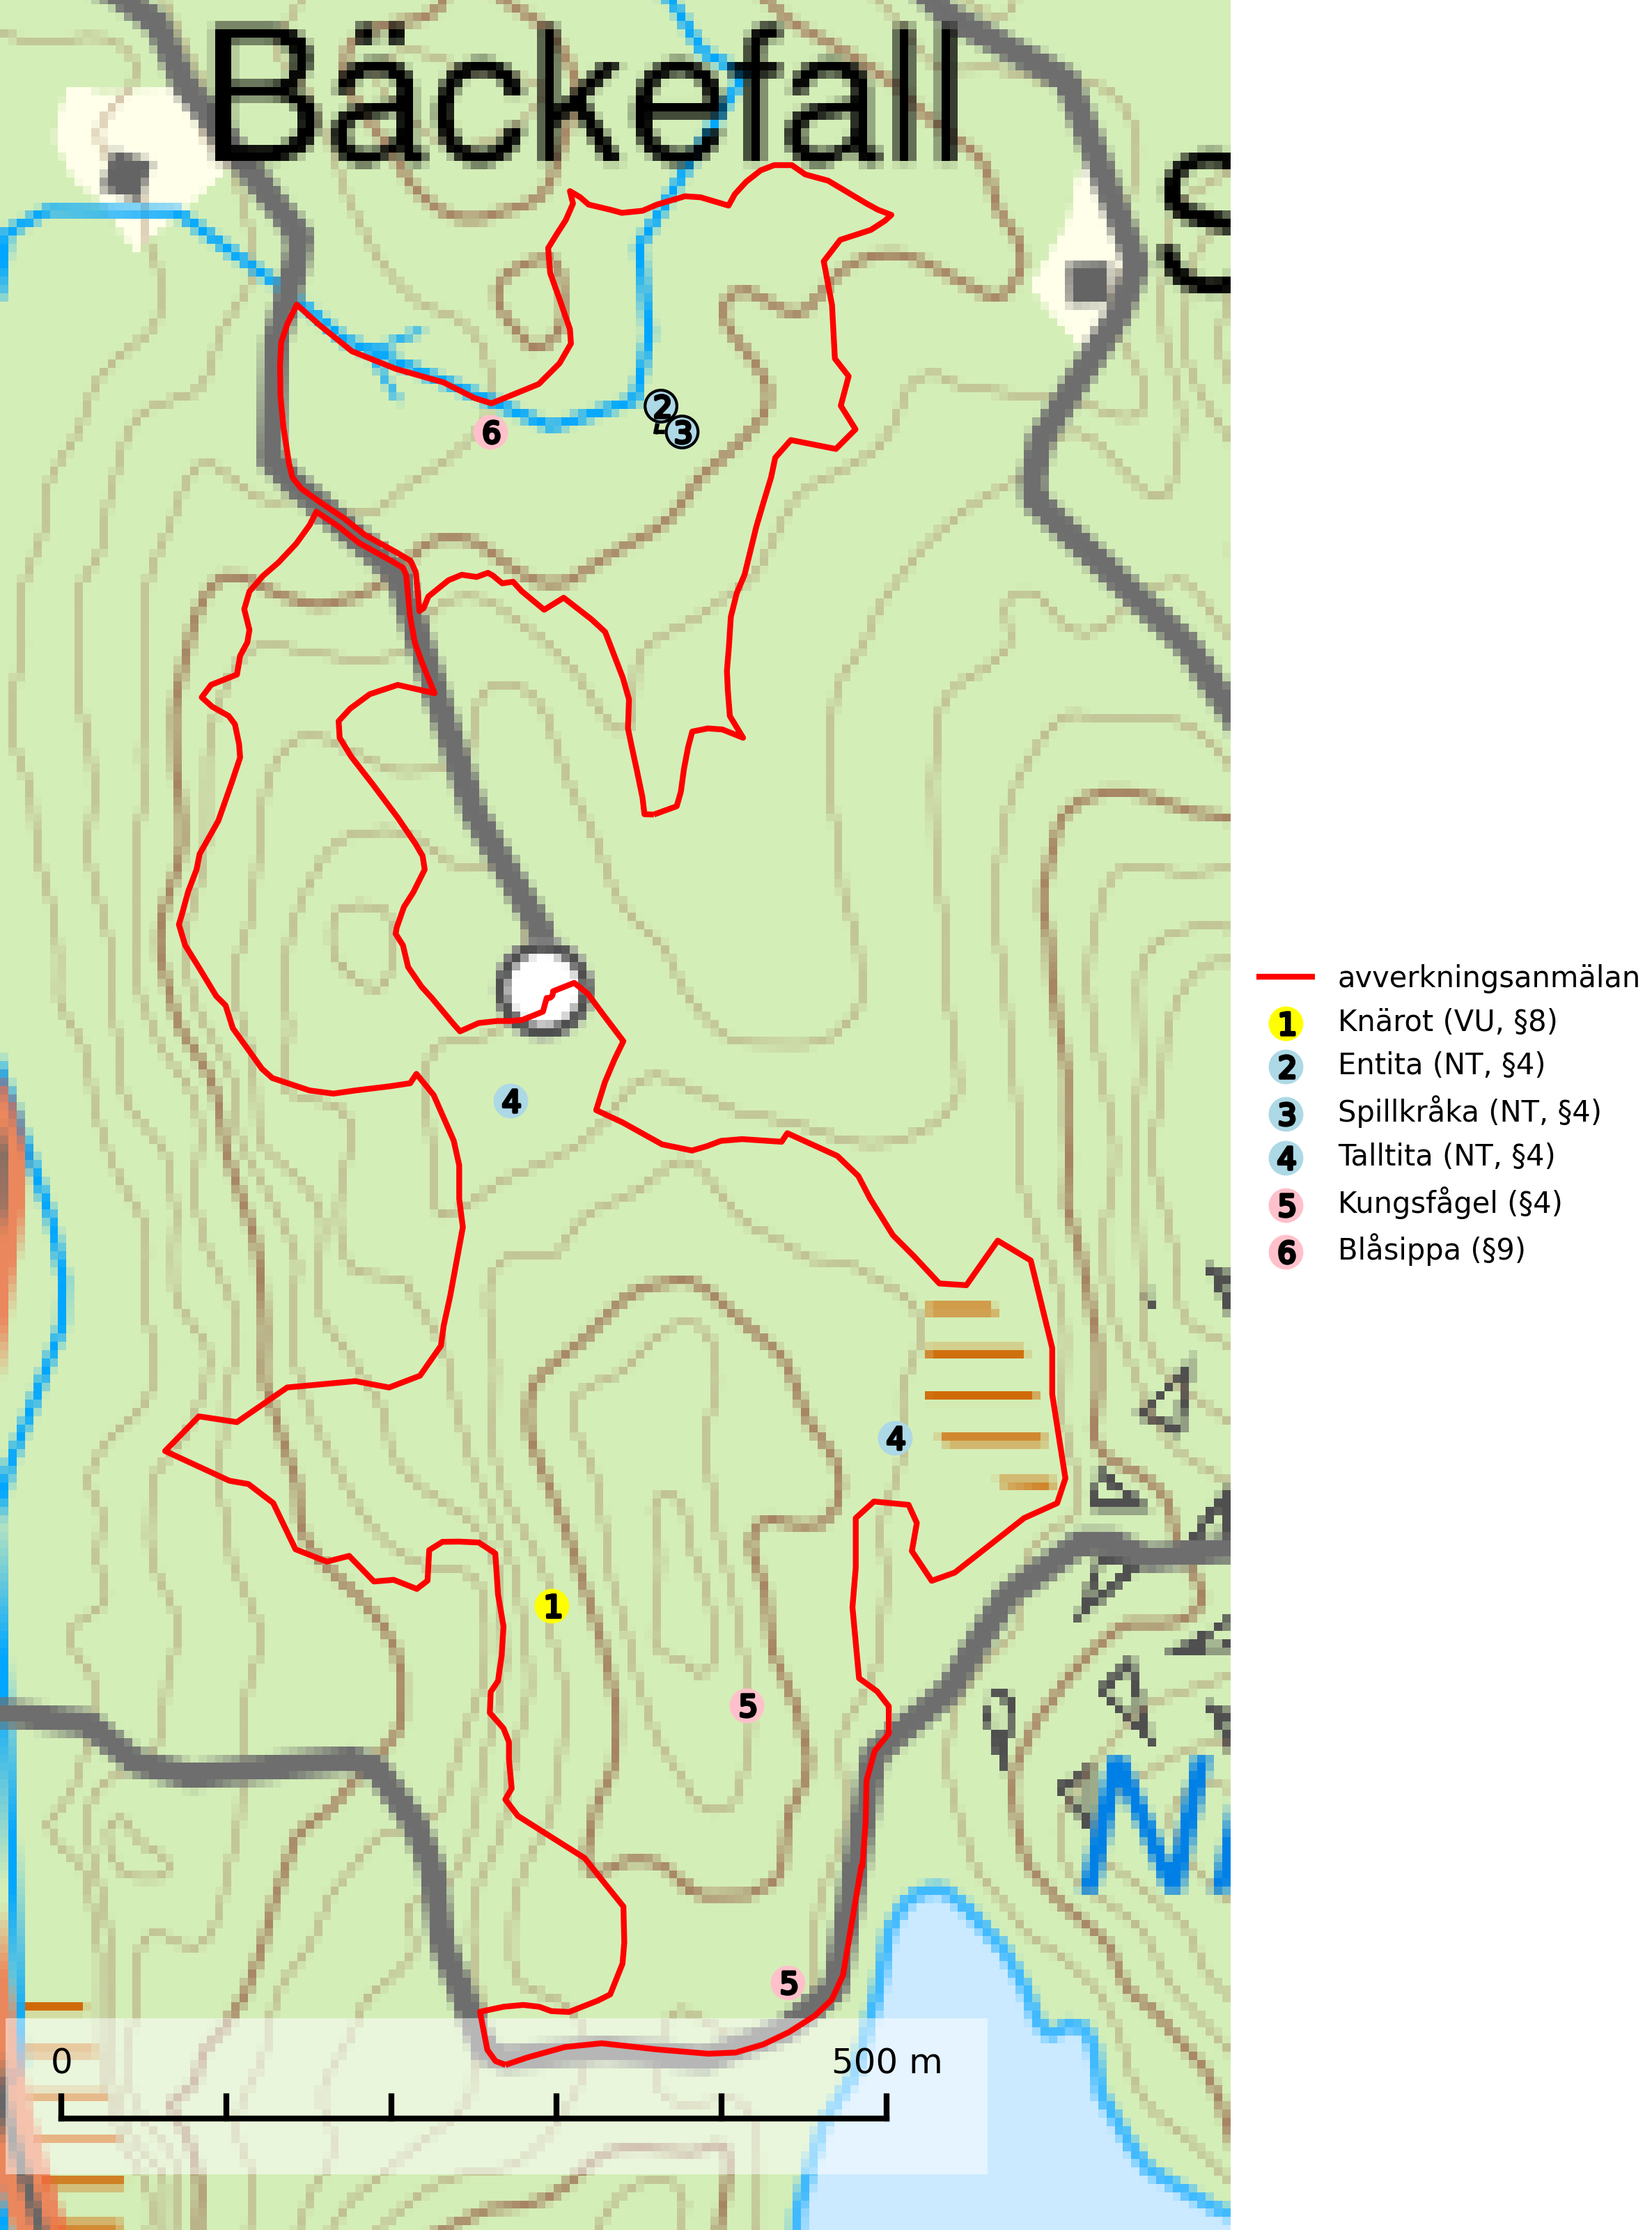 Bäckefall
S
2
6
3
4
avverkningsanmälan
1 Knärot (VU, §8)
2 Entita (NT, §4)
3 Spillkråka (NT, §4)
4 Talltita (NT, §4)
5 Kungsfågel (§4)
6 Blåsippa (§9)
4
1
5
N
5
0 500 m